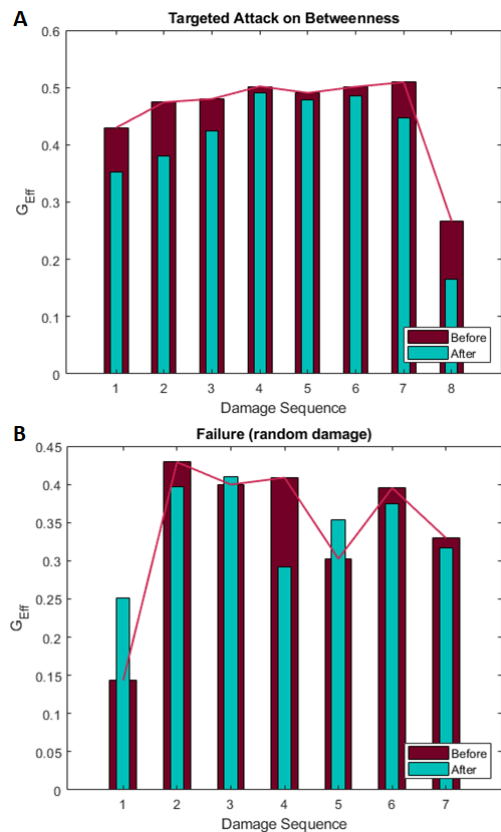 A
Targeted Attack on Betweenness
0.6
0.5
0.4
0.3
0.2
0.1
0
G_Eff
1 2 3 4 5 6 7 8
Damage Sequence
Before
After
B
Failure (random damage)
0.45
0.4
0.35
0.3
0.25
0.2
0.15
0.1
0.05
0
G_Eff
1 2 3 4 5 6 7
Damage Sequence
Before
After